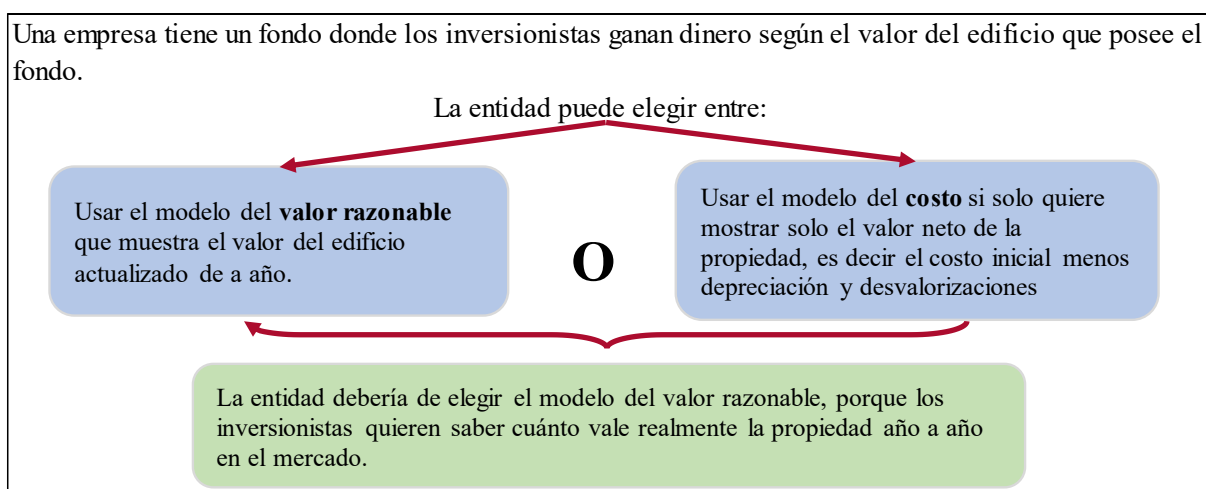 Una empresa tiene un fondo donde los inversionistas ganan dinero según el valor del edificio que posee el
fondo.
La entidad puede elegir entre:
Usar el modelo del valor razonable
que muestra el valor del edificio
actualizado de a año.
O
Usar el modelo del costo si solo quiere
mostrar solo el valor neto de la
propiedad, es decir el costo inicial menos
depreciación y desvalorizaciones
La entidad debería de elegir el modelo del valor razonable, porque los
inversionistas quieren saber cuánto vale realmente la propiedad año a año
en el mercado.